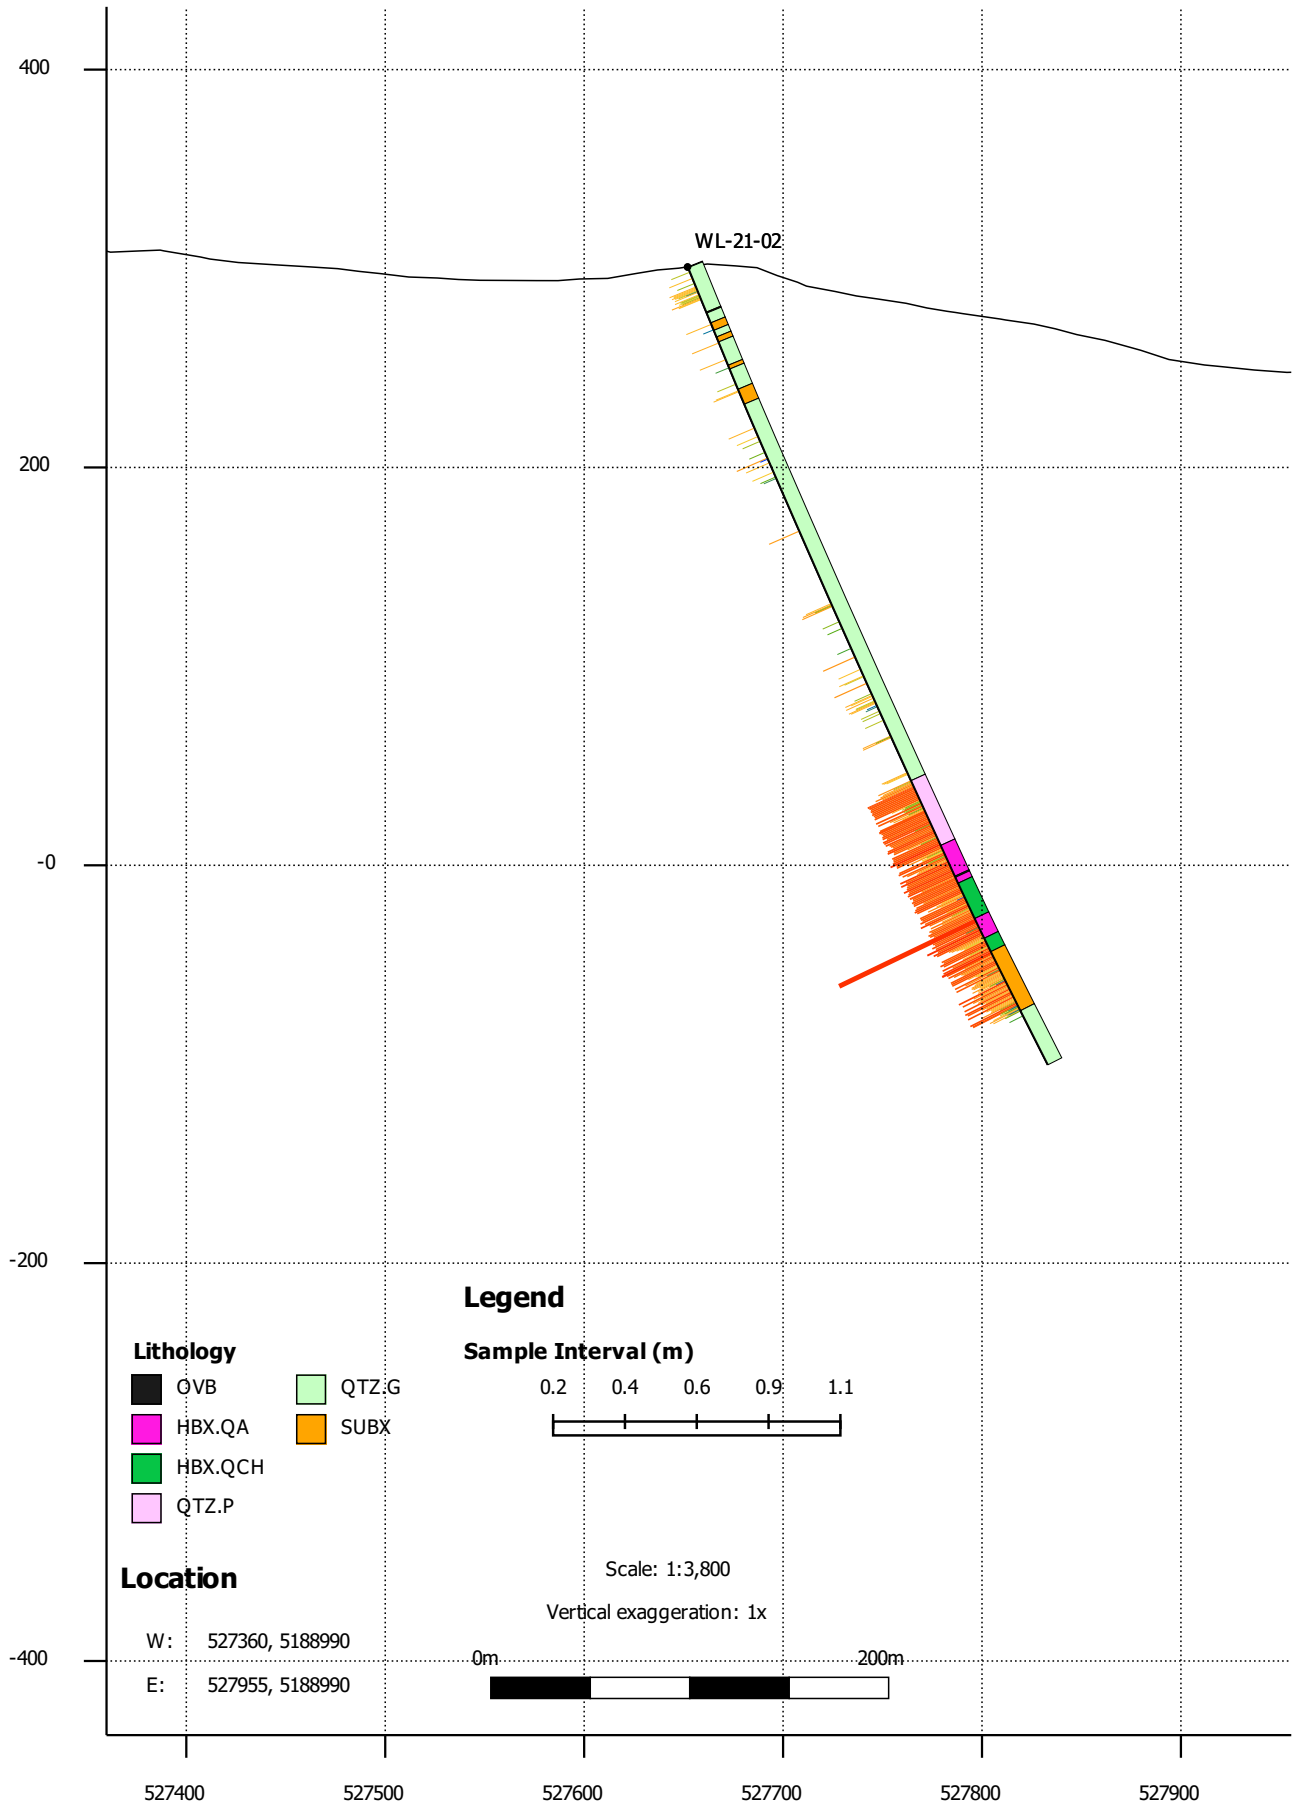 400
WL-21-02
200
-0
-200
Legend
Lithology
Sample Interval (m)
OVB
QTZ.G
0.2 0.4 0.6 0.9 1.1
HBX.QA
SUBX
HBX.QCH
QTZ.P
Location
Scale: 1:3,800
Vertical exaggeration: 1x
W: 527360, 5188990
-400
0m 200m
E: 527955, 5188990
527400 527500 527600 527700 527800 527900